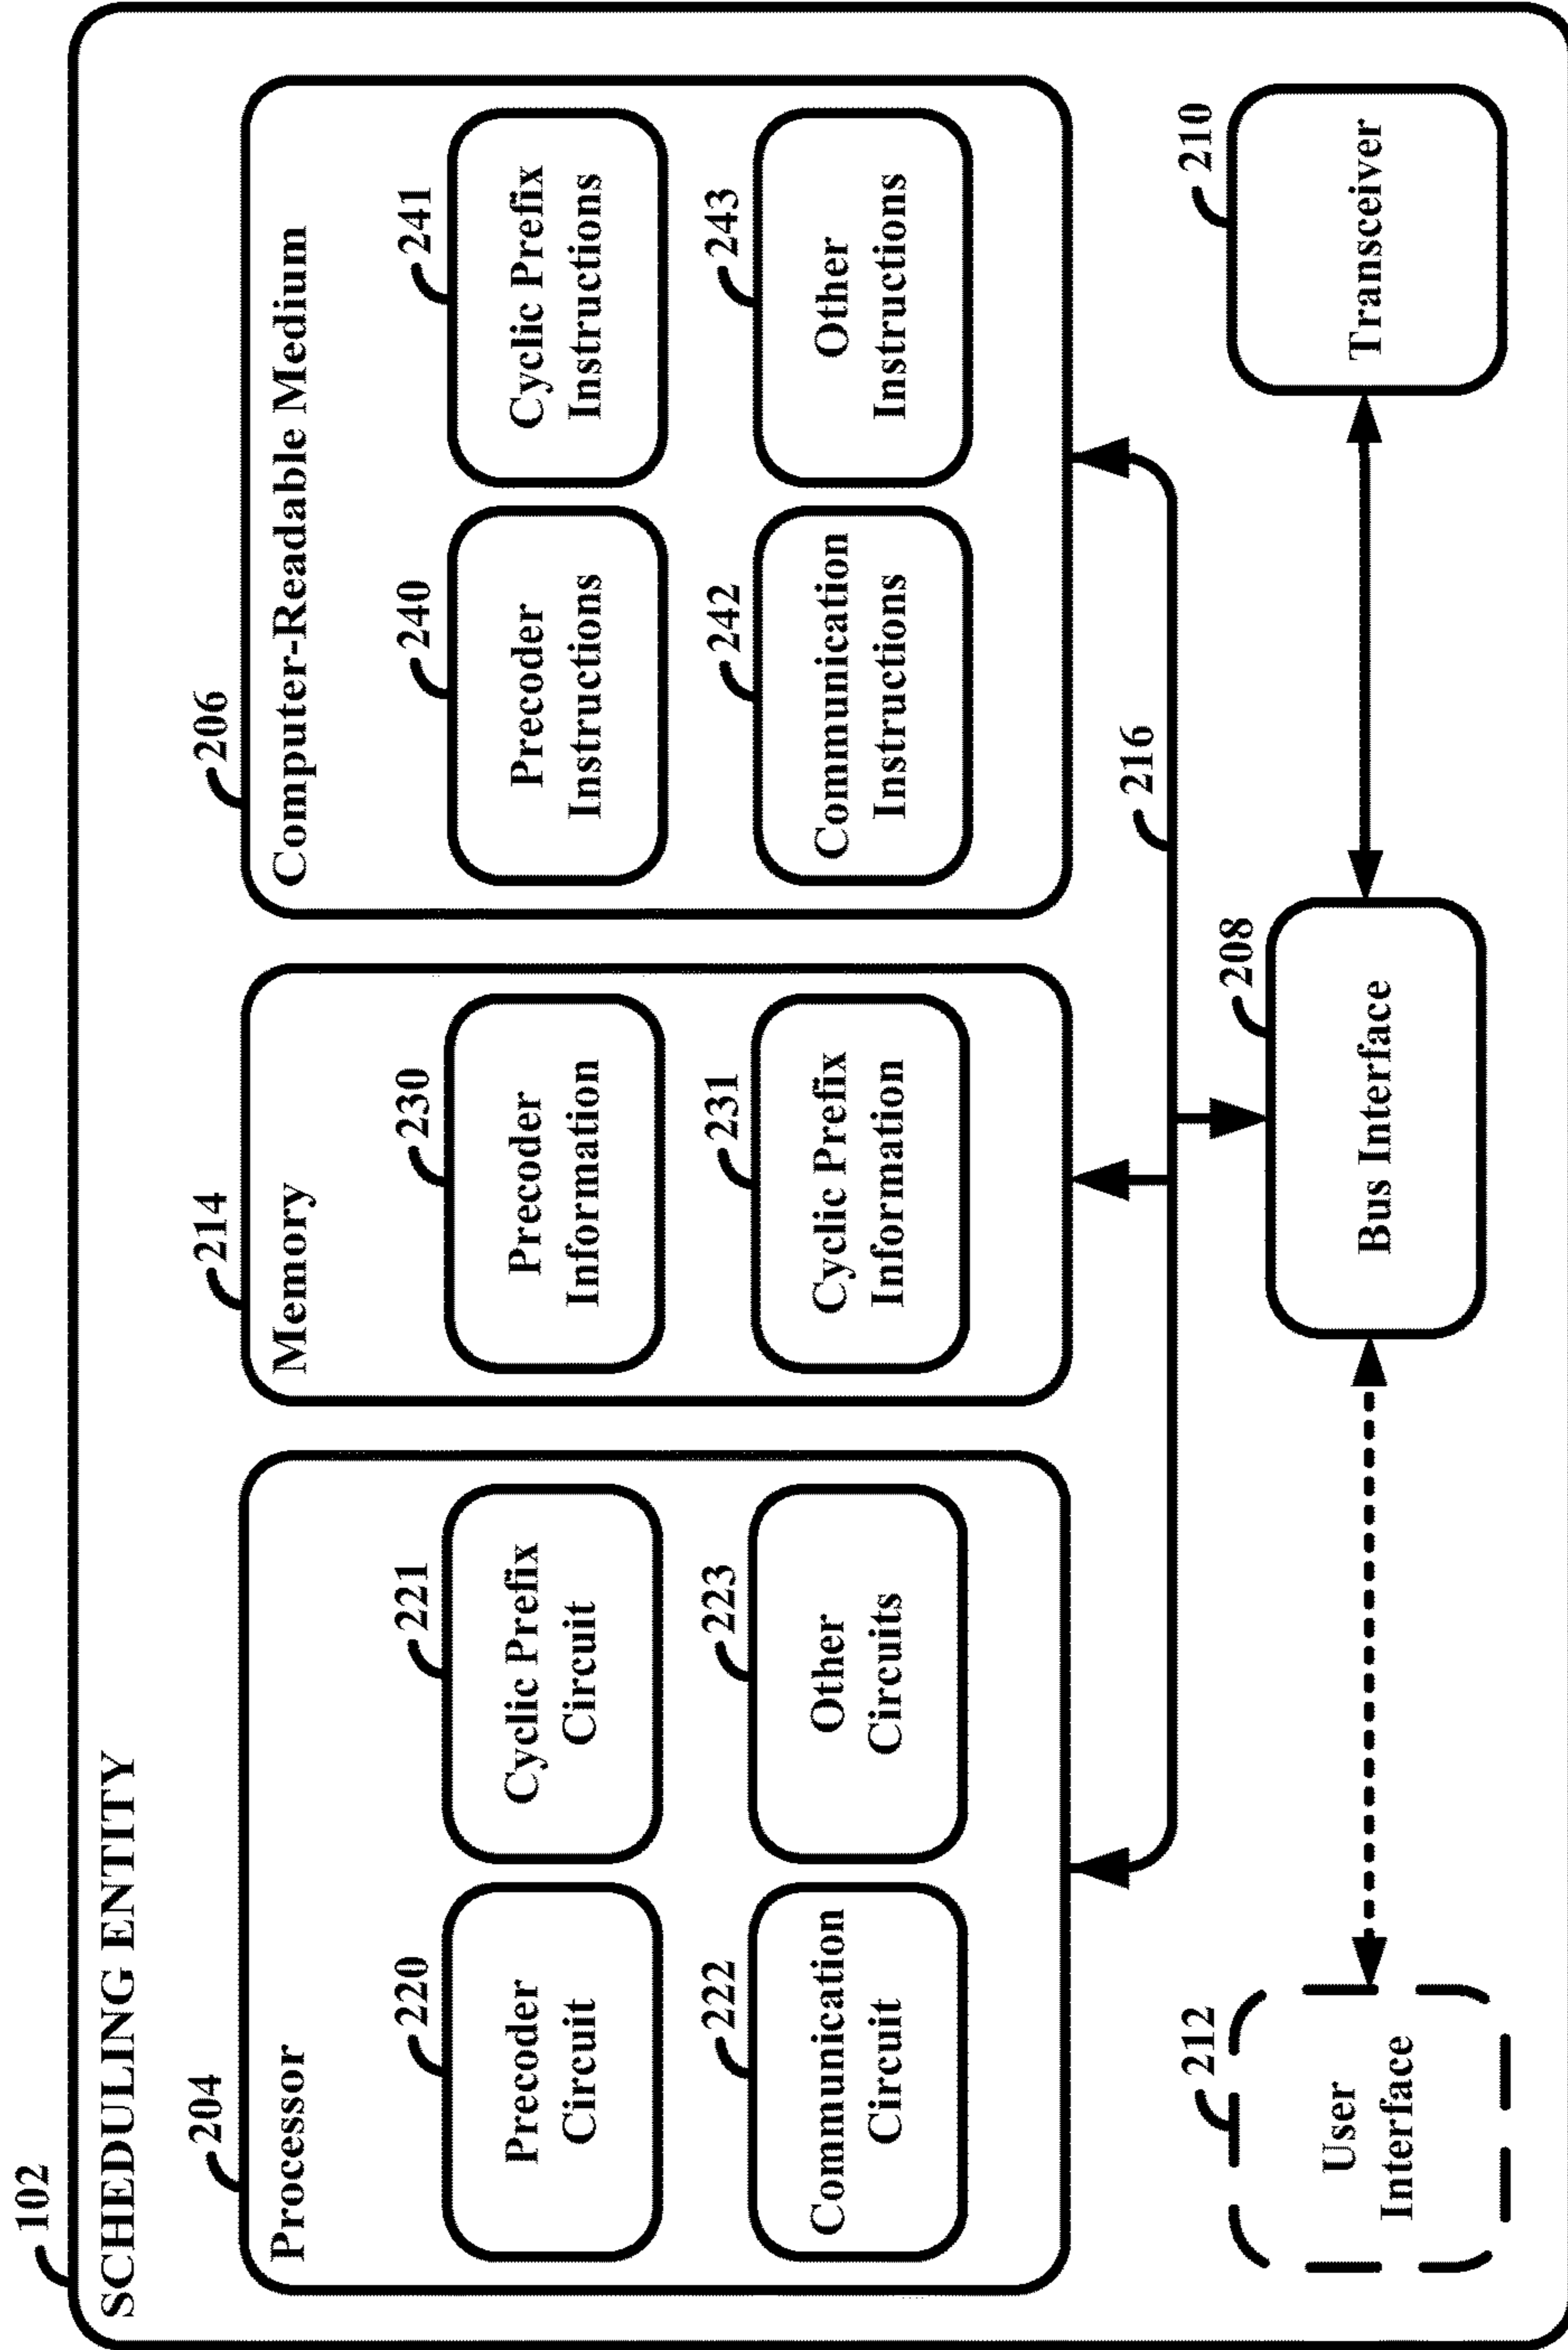 102
SCHEDULING ENTITY
204
Processor
220
Precoder
Circuit
221
Cyclic Prefix
Circuit
222
Communication
Circuit
223
Other
Circuits
214
Memory
230
Precoder
Information
231
Cyclic Prefix
Information
206
Computer-Readable Medium
240
Precoder
Instructions
241
Cyclic Prefix
Instructions
242
Communication
Instructions
243
Other
Instructions
216
212
User
Interface
208
Bus Interface
210
Transceiver